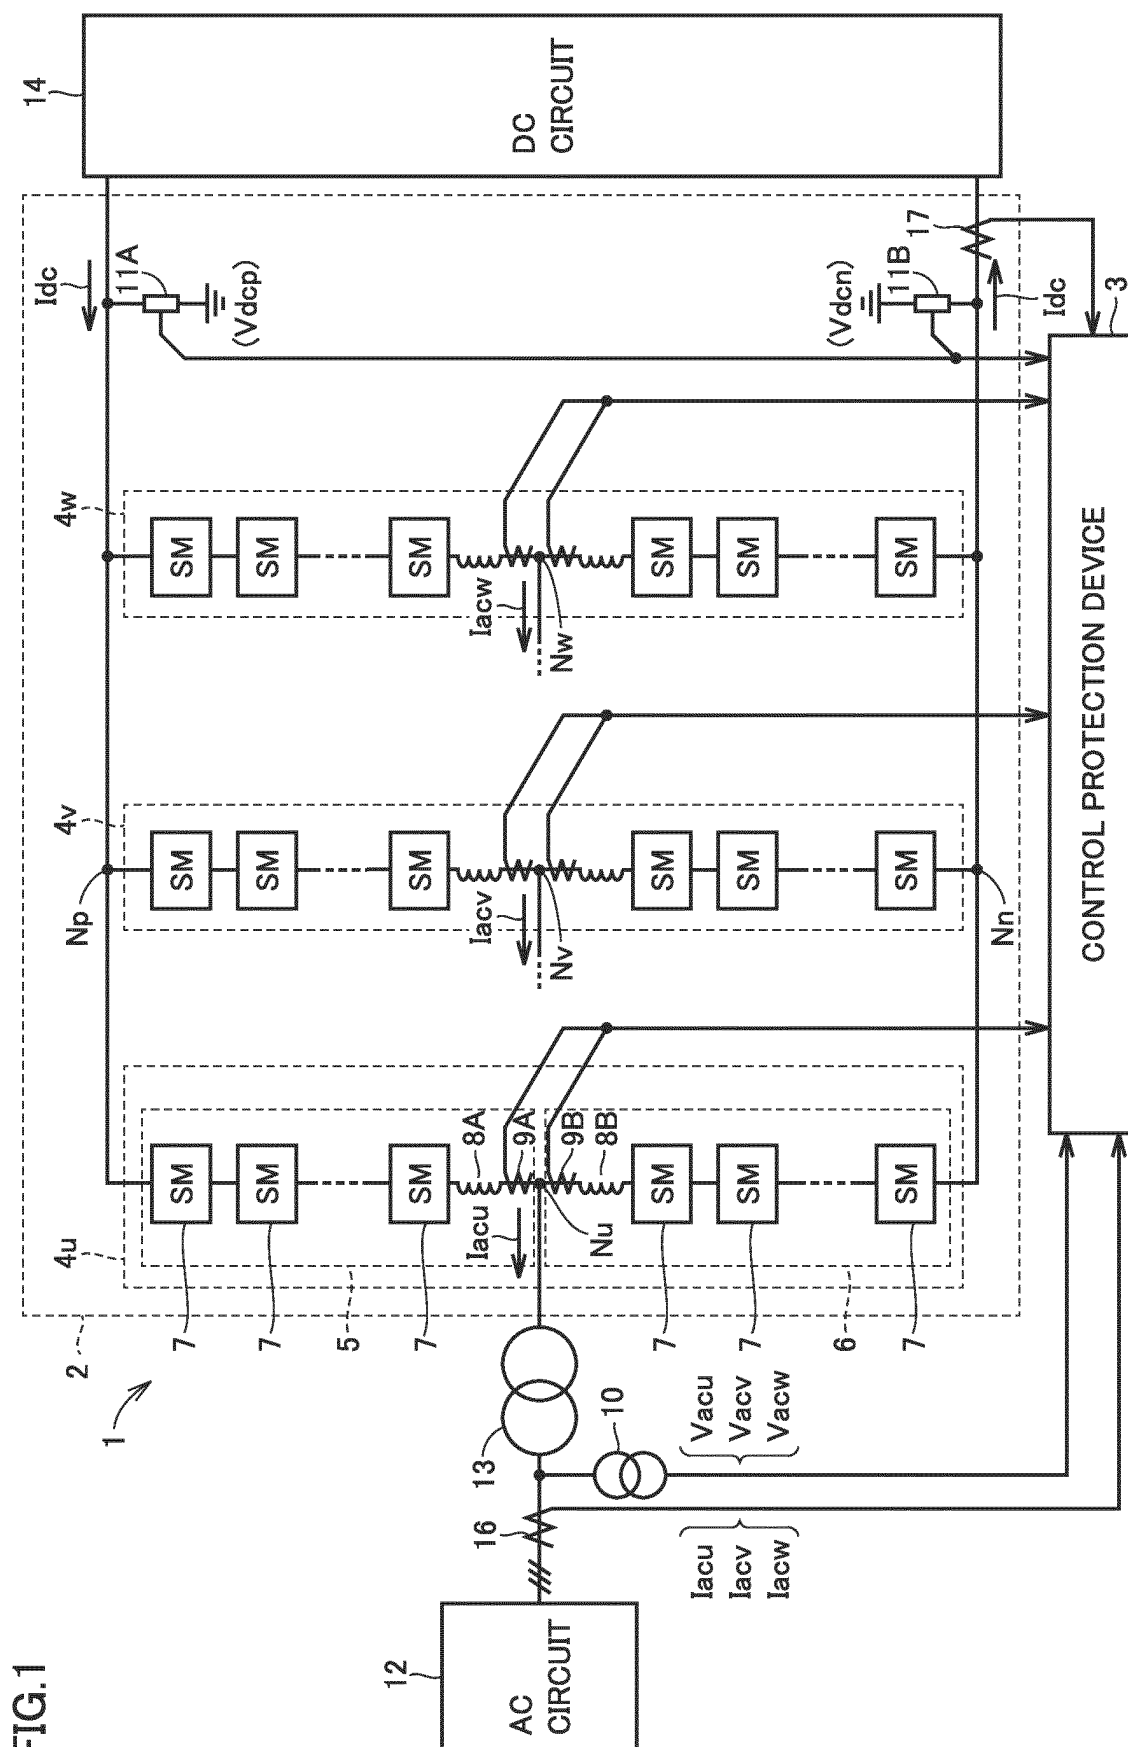 FIG.1
1
2
4u
4v
4w
Np
Idc
14
11A
(Vdcp)
DC
CIRCUIT
SM
SM
SM
SM
SM
SM
SM
SM
SM
7
7
5
7
8A
9A
Iacu
Iacv
Iacw
12
AC
CIRCUIT
16
13
10
Nu
Nv
Nw
9B
8B
SM
SM
SM
SM
SM
SM
SM
SM
SM
7
7
6
7
Vacu
Vacv
Vacw
Iacu
Iacv
Iacw
(Vdcn)
11B
17
Nn
Idc
3
CONTROL PROTECTION DEVICE